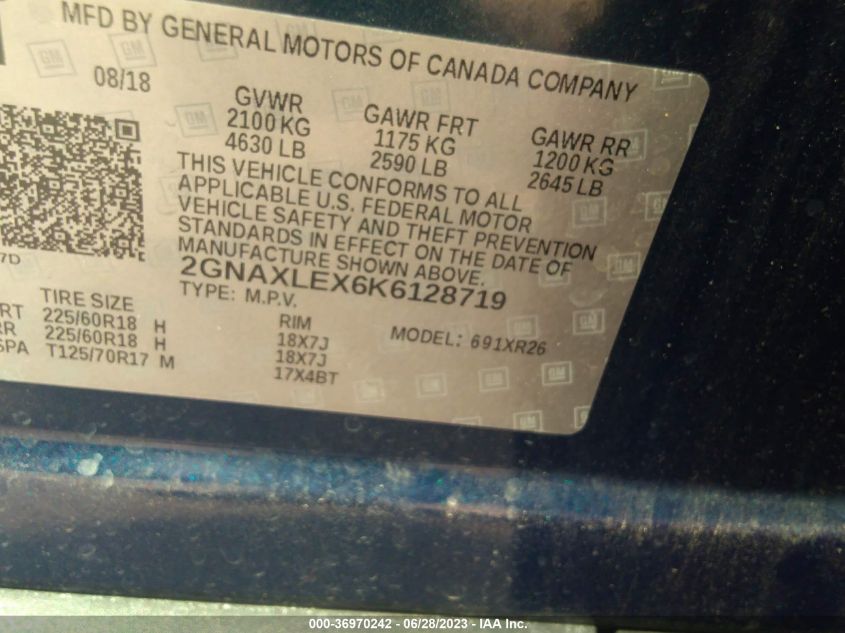 MFD BY GENERAL MOTORS OF CANADA COMPANY
08/18
GVWR GAWR FRT GAWR RR
2100 KG 1175 KG 1200 KG
4630 LB 2590 LB 2645 LB
THIS VEHICLE CONFORMS TO ALL
APPLICABLE U.S. FEDERAL MOTOR
VEHICLE SAFETY AND THEFT PREVENTION
STANDARDS IN EFFECT ON THE DATE OF
MANUFACTURE SHOWN ABOVE.
7D
2GNAXLEX6K6128719
TYPE: M.P.V. MODEL: 691XR26
TIRE SIZE RIM
RT 225/60R18 H 18X7J
RR 225/60R18 H 18X7J
SPA T125/70R17 M 17X4BT
000-36970242 - 06/28/2023 - IAA Inc.